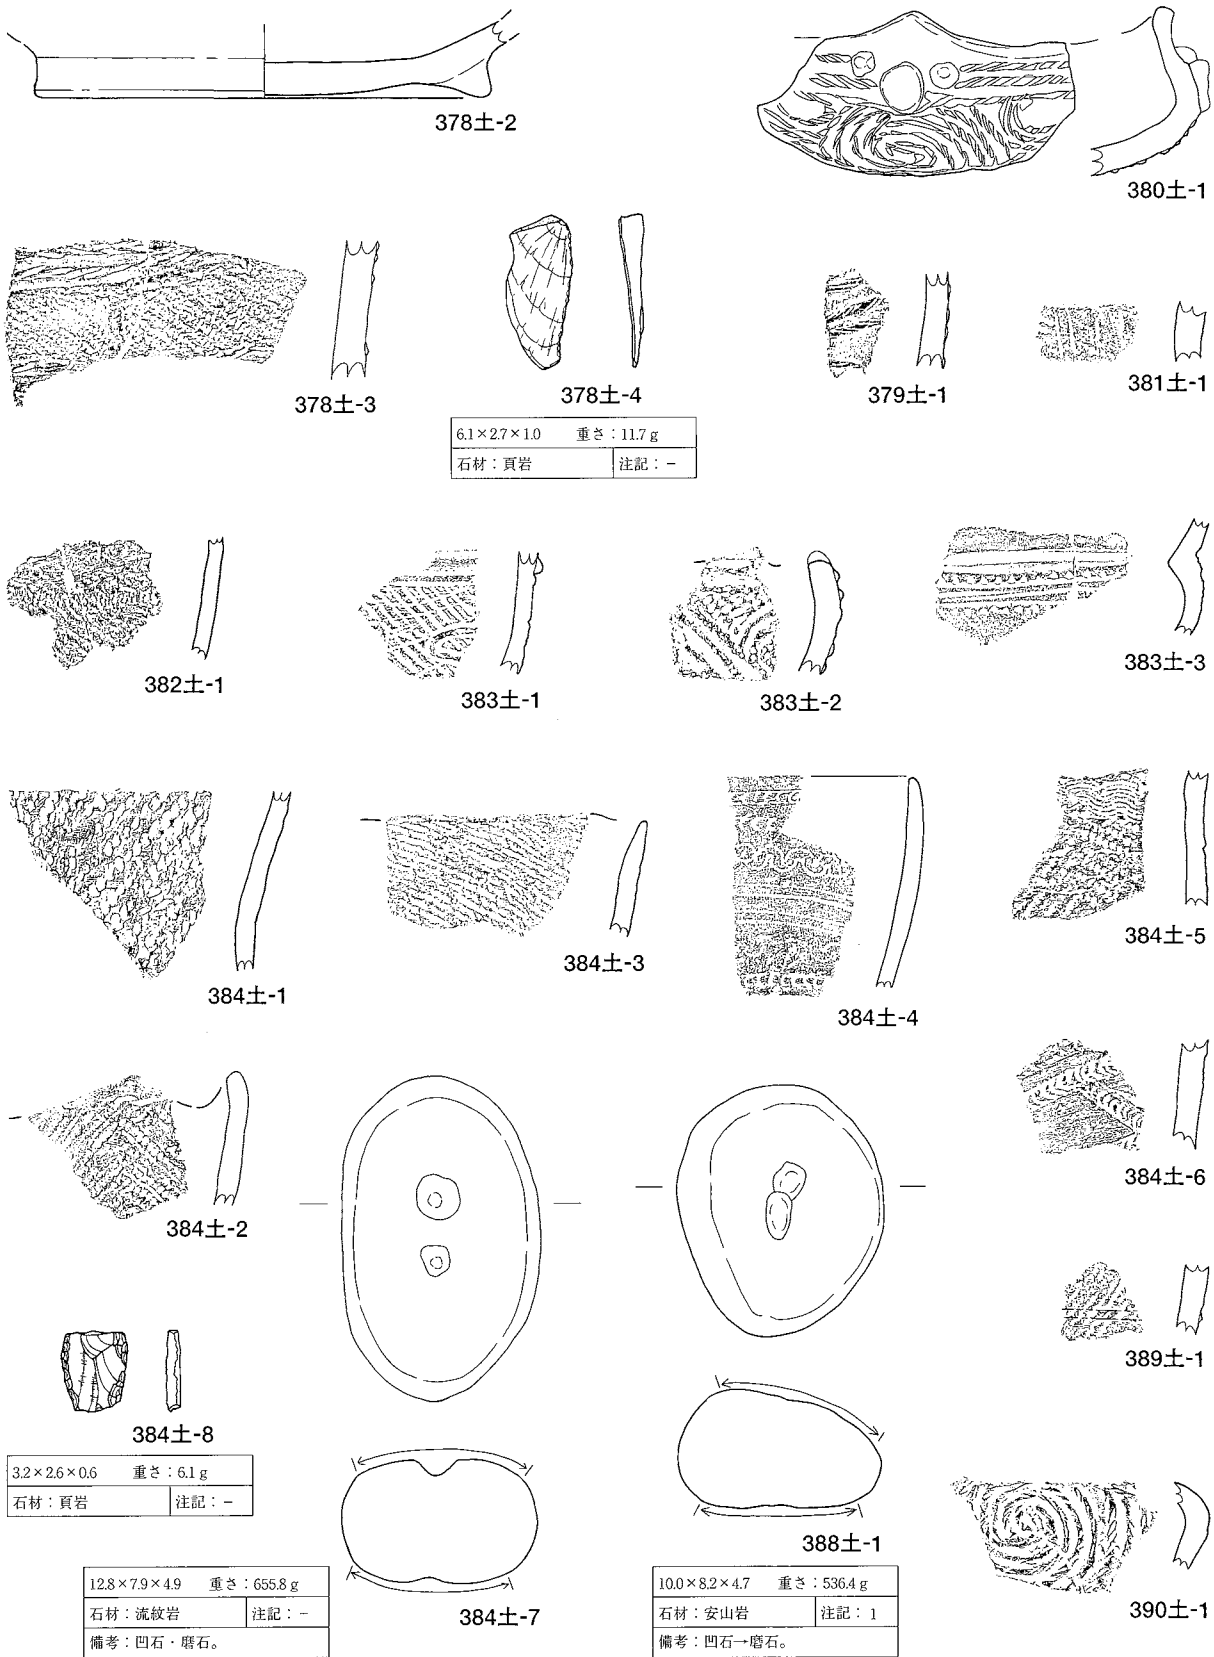 378土-2
380土-1
378土-3
378土-4
379土-1
381土-1
6.1×2.7×1.0 重さ：11.7 g
石材：頁岩 注記：−
382土-1
383土-1
383土-2
383土-3
384土-1
384土-3
384土-4
384土-5
384土-2
384土-6
389土-1
384土-8
3.2×2.6×0.6 重さ：6.1 g
石材：頁岩 注記：−
388土-1
384土-7
390土-1
12.8×7.9×4.9 重さ：655.8 g
石材：流紋岩 注記：−
備考：凹石・磨石。
10.0×8.2×4.7 重さ：536.4 g
石材：安山岩 注記：1
備考：凹石→磨石。